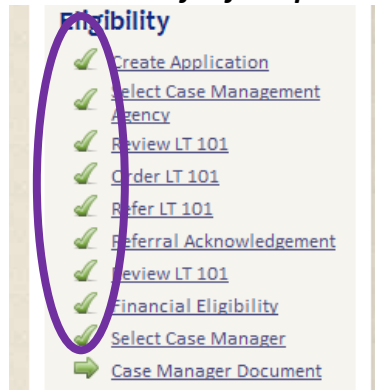 Eligibility
Create Application
Select Case Management
Agency
Review LT 101
Order LT 101
Refer LT 101
Referral Acknowledgement
Review LT 101
Financial Eligibility
Select Case Manager
Case Manager Document